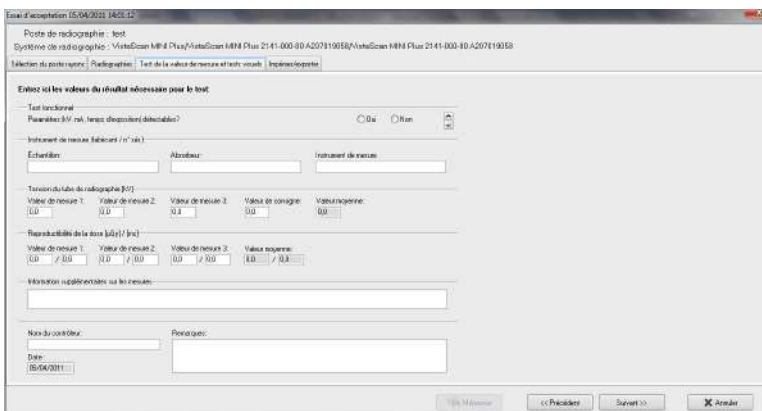 Essai d'acceptation 05/04/2011 14:01:12
Poste de radiographie : test
Système de radiographie : VistaScan MINI Plus/VistaScan MINI Plus 2141-000-80 A207019058/VistaScan MINI Plus 2141-000-80 A207019058
Sélection du poste rayons Radiographies Test de la valeur de mesure et tests visuels Imprimer/exporter
Entrez ici les valeurs du résultat nécessaire pour le test
Test fonctionnel
Paramètres (kV, mA, temps d'exposition) détectables? Oui Non
Instrument de mesure (fabricant / n° sér.)
Échantillon: Absorbeur: Instrument de mesure
Tension du tube de radiographie [kV]
Valeur de mesure 1: Valeur de mesure 2: Valeur de mesure 3: Valeur de consigne: Valeur moyenne:
0,0 0,0 0,0 0,0 0,0
Reproductibilité de la dose [µGy] / [ms]
Valeur de mesure 1: Valeur de mesure 2: Valeur de mesure 3: Valeur moyenne:
0,0 / 0,0 0,0 / 0,0 0,0 / 0,0 0,0 / 0,0
Information supplémentaires sur les mesures
Nom du contrôleur: Remarques:
Date:
05/04/2011
<< Précédent Suivant >> Annuler